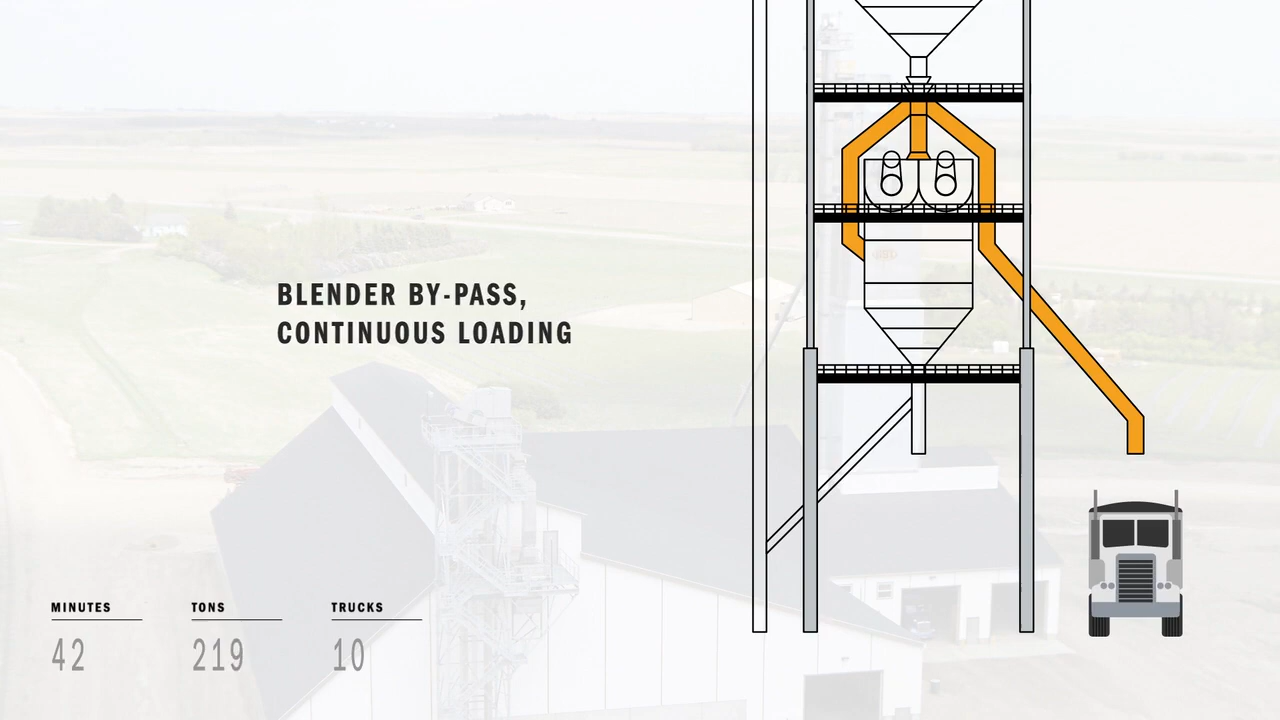 BLENDER BY-PASS,
CONTINUOUS LOADING
MINUTES
TONS
TRUCKS
42
219
10